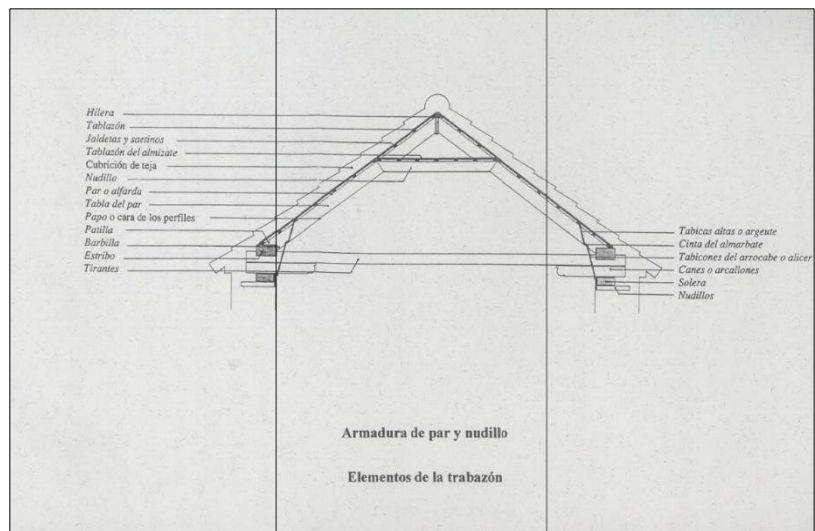 Hilera
Tablazón
Jaldetas y saetinos
Tablazón del almizate
Cubrición de teja
Nudillo
Par o alfarda
Tabla del par
Papo o cara de los perfiles
Patilla
Barbilla
Estribo
Tirantes
Tabicas altas o argeute
Cinta del almarbate
Tabicones del arrocabe o alicer
Canes o arcallones
Solera
Nudillos
Armadura de par y nudillo
Elementos de la trabazón